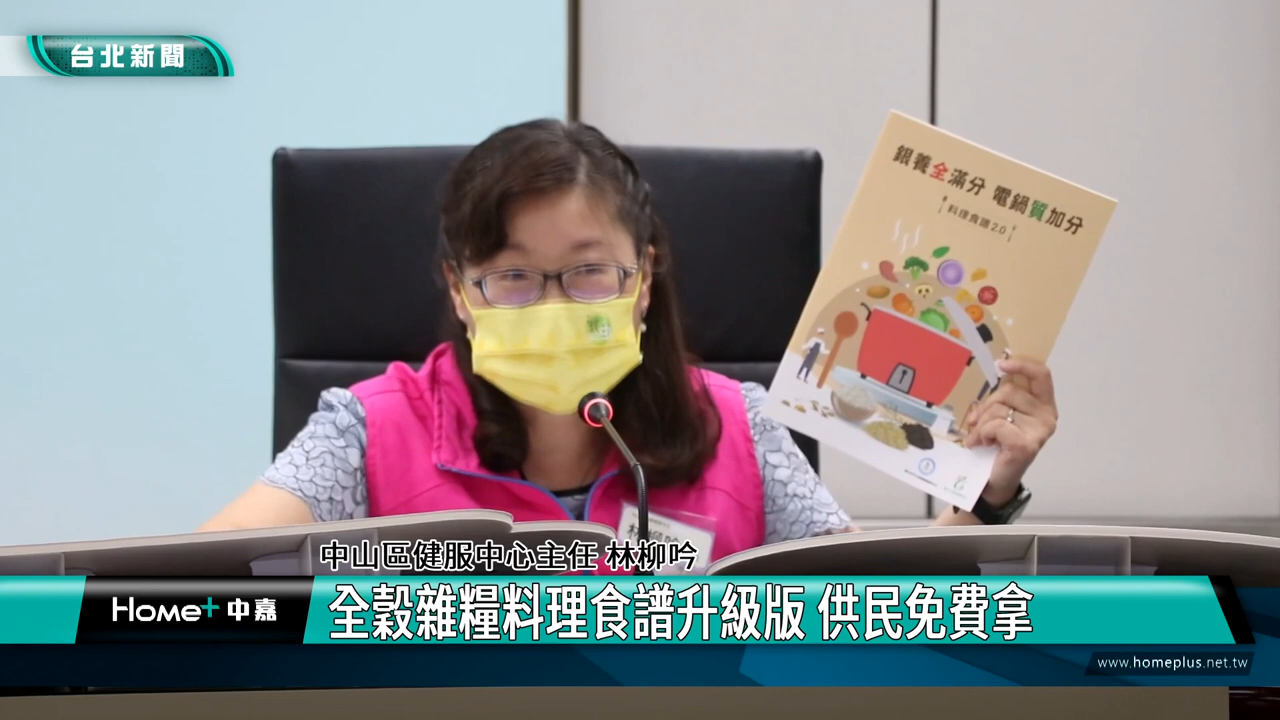 台北新聞
銀養全滿分 電鍋質加分
料理食譜2.0
中山區健服中心主任 林柳吟
Home+中嘉
全穀雜糧料理食譜升級版 供民免費拿
www.homeplus.net.tw